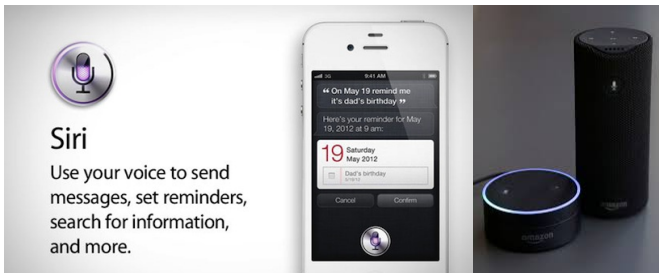 Siri
Use your voice to send
messages, set reminders,
search for information,
and more.
3G 9:41 AM
“ On May 19 remind me
it's dad's birthday ”
Here's your reminder for May
19, 2012 at 9 am:
19 Saturday
May 2012
Dad's birthday
Cancel Confirm
amazon
amazon